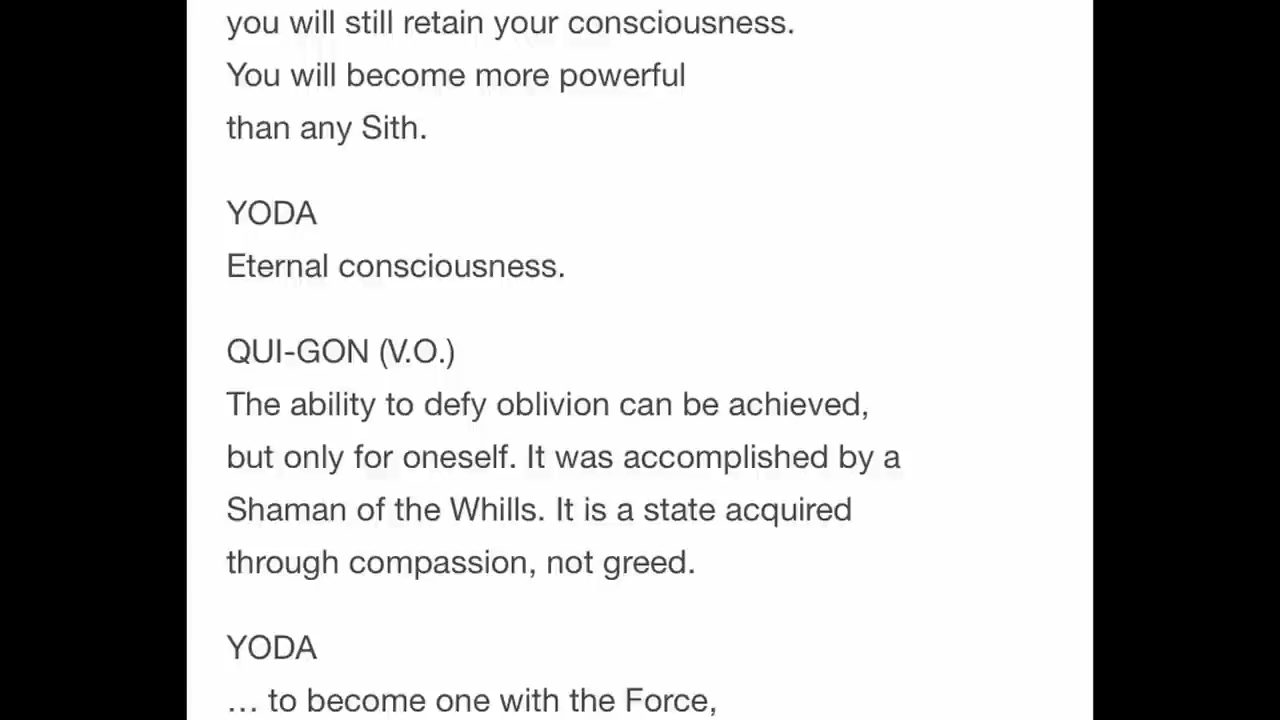 you will still retain your consciousness.
You will become more powerful
than any Sith.
YODA
Eternal consciousness.
QUI-GON (V.O.)
The ability to defy oblivion can be achieved,
but only for oneself. It was accomplished by a
Shaman of the Whills. It is a state acquired
through compassion, not greed.
YODA
… to become one with the Force,